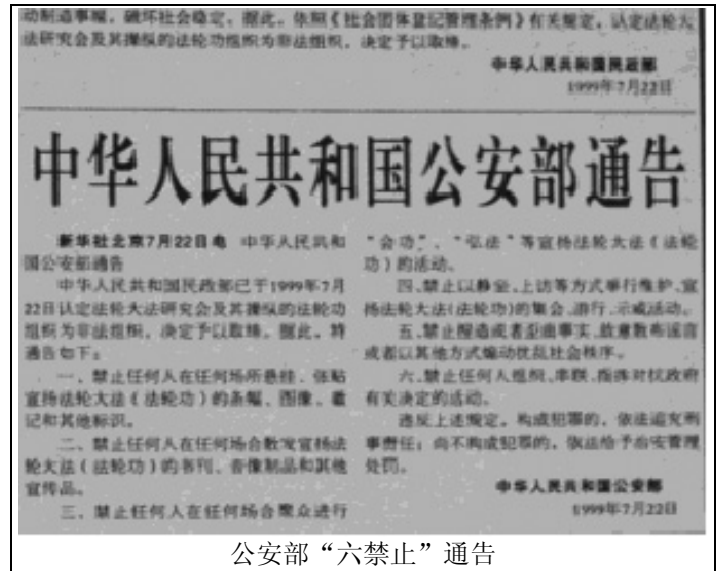 动制造事端，破坏社会稳定。据此，依照《社会团体登记管理条例》有关规定，认定法轮大
法研究会及其操纵的法轮功组织为非法组织，决定予以取缔。
中华人民共和国民政部
1999年7月22日
中华人民共和国公安部通告
新华社北京7月22日电 中华人民共和
国公安部通告
中华人民共和国民政部已于1999年7月
22日认定法轮大法研究会及其操纵的法轮功
组织为非法组织，决定予以取缔。据此，特
通告如下：
一、禁止任何人在任何场所悬挂、张贴
宣扬法轮大法（法轮功）的条幅、图像、徽
记和其他标识。
二、禁止任何人在任何场合散发宣扬法
轮大法（法轮功）的书刊、音像制品和其他
宣传品。
三、禁止任何人在任何场合聚众进行
“会功”、“弘法”等宣扬法轮大法（法轮
功）的活动。
四、禁止以静坐、上访等方式举行维护、宣
扬法轮大法（法轮功）的集会、游行、示威活动。
五、禁止捏造或者歪曲事实、故意散布谣言
或者以其他方式煽动扰乱社会秩序。
六、禁止任何人组织、串联、指挥对抗政府
有关决定的活动。
违反上述规定，构成犯罪的，依法追究刑
事责任；尚不构成犯罪的，依法给予治安管理
处罚。
中华人民共和国公安部
1999年7月22日
公安部“六禁止”通告